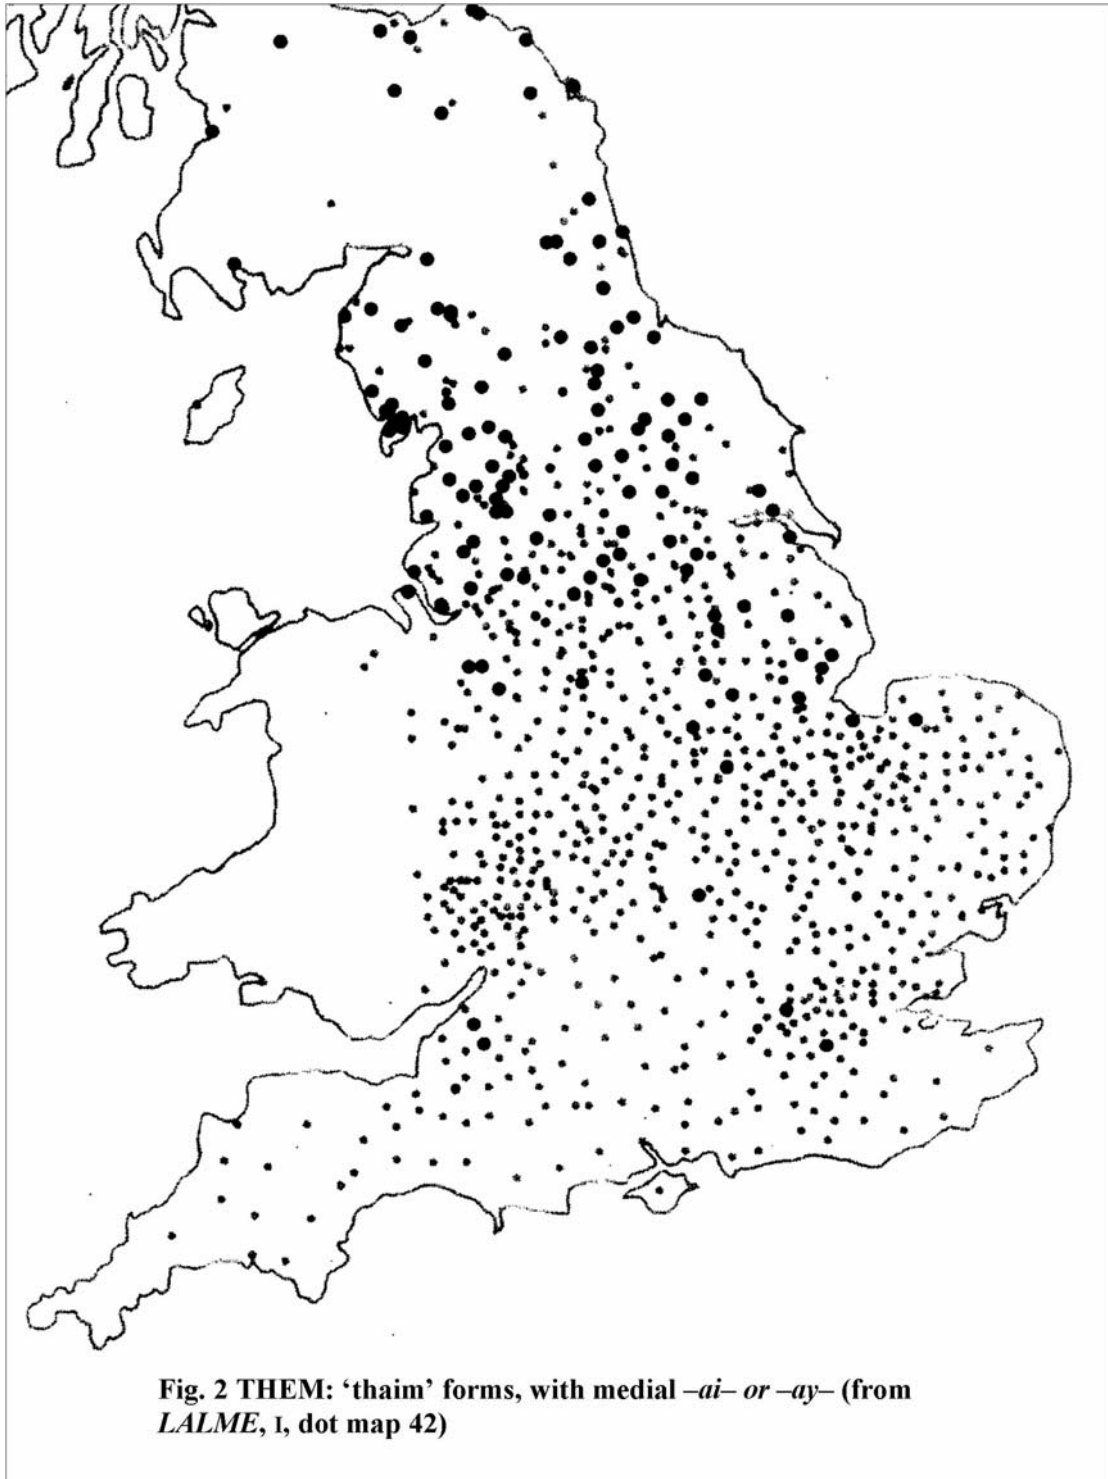 Fig. 2 THEM: ‘thaim’ forms, with medial –ai– or –ay– (from
LALME, I, dot map 42)